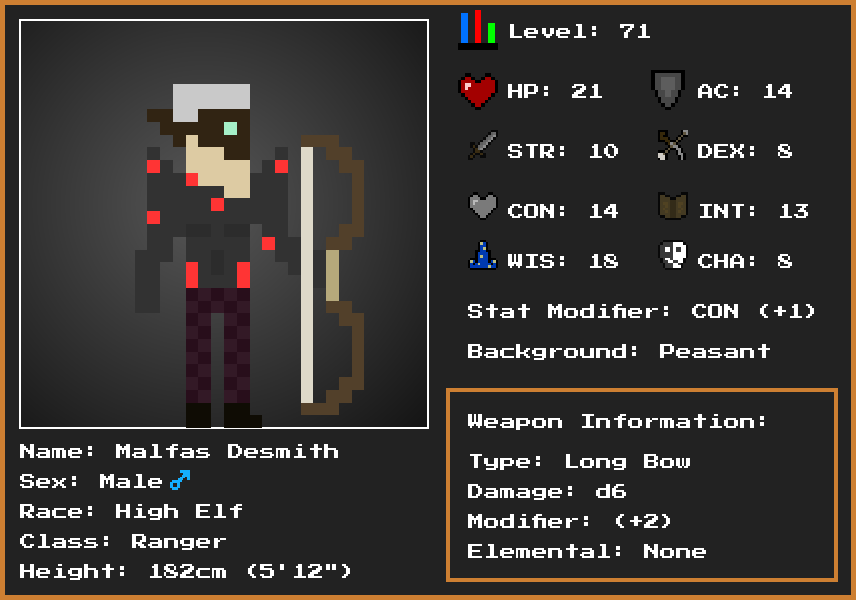 Level: 71
HP: 21 AC: 14
STR: 10 DEX: 8
CON: 14 INT: 13
WIS: 18 CHA: 8
Stat Modifier: CON (+1)
Background: Peasant
Weapon Information:
Type: Long Bow
Damage: d6
Modifier: (+2)
Elemental: None
Name: Malfas Desmith
Sex: Male ♂
Race: High Elf
Class: Ranger
Height: 182cm (5'12")